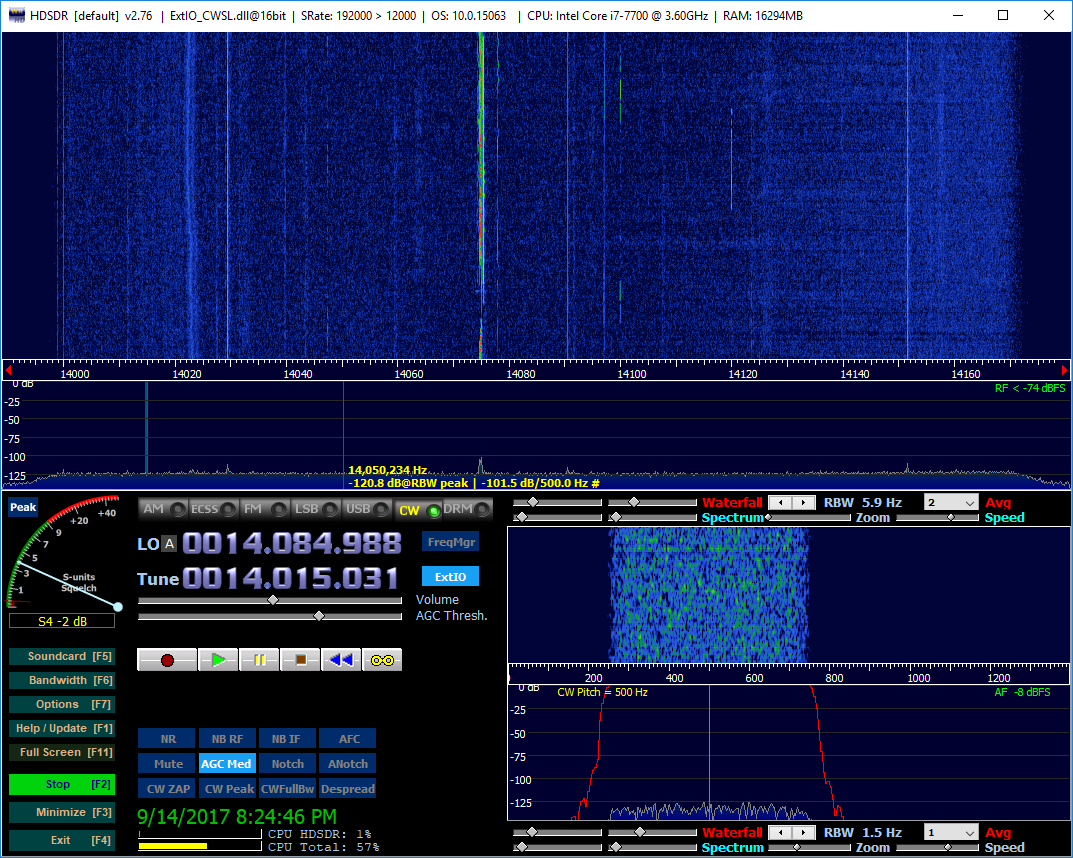 HDSDR [default] v2.76 | ExtIO_CWSL.dll@16bit | SRate: 192000 > 12000 | OS: 10.0.15063 | CPU: Intel Core i7-7700 @ 3.60GHz | RAM: 16294MB
14000 14020 14040 14060 14080 14100 14120 14140 14160
0 dB
RF < -74 dBFS
-25
-50
-75
-100
-125
14,050,234 Hz
-120.8 dB@RBW peak | -101.5 dB/500.0 Hz #
Peak
1 3 5 7 9 +20 +40
S-units
Squelch
S4 -2 dB
AM ECSS FM LSB USB CW DRM
LO A 0014.084.988
FreqMgr
Tune 0014.015.031
ExtIO
Volume
AGC Thresh.
Waterfall RBW 5.9 Hz 2 Avg
Spectrum Zoom Speed
Soundcard [F5]
Bandwidth [F6]
Options [F7]
Help / Update [F1]
Full Screen [F11]
Stop [F2]
Minimize [F3]
Exit [F4]
NR NB RF NB IF AFC
Mute AGC Med Notch ANotch
CW ZAP CW Peak CWFullBw Despread
9/14/2017 8:24:46 PM
CPU HDSDR: 1%
CPU Total: 57%
200 400 600 800 1000 1200
0 dB
CW Pitch = 500 Hz
AF -8 dBFS
-25
-50
-75
-100
-125
Waterfall RBW 1.5 Hz 1 Avg
Spectrum Zoom Speed